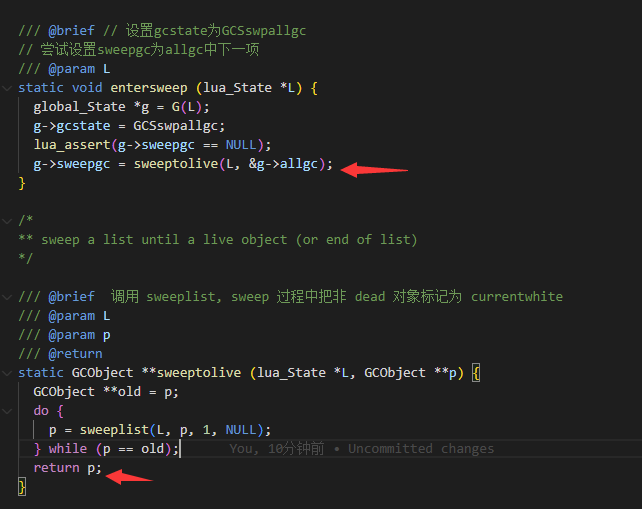 /// @brief // 设置gcstate为GCSswpallgc
// 尝试设置sweepgc为allgc中下一项
/// @param L
static void entersweep (lua_State *L) {
  global_State *g = G(L);
  g->gcstate = GCSswpallgc;
  lua_assert(g->sweepgc == NULL);
  g->sweepgc = sweeptolive(L, &g->allgc);
}
/*
** sweep a list until a live object (or end of list)
*/
/// @brief  调用 sweeplist, sweep 过程中把非 dead 对象标记为 currentwhite
/// @param L
/// @param p
/// @return
static GCObject **sweeptolive (lua_State *L, GCObject **p) {
  GCObject **old = p;
  do {
    p = sweeplist(L, p, 1, NULL);
  } while (p == old);     You, 10分钟前 • Uncommitted changes
  return p;
}